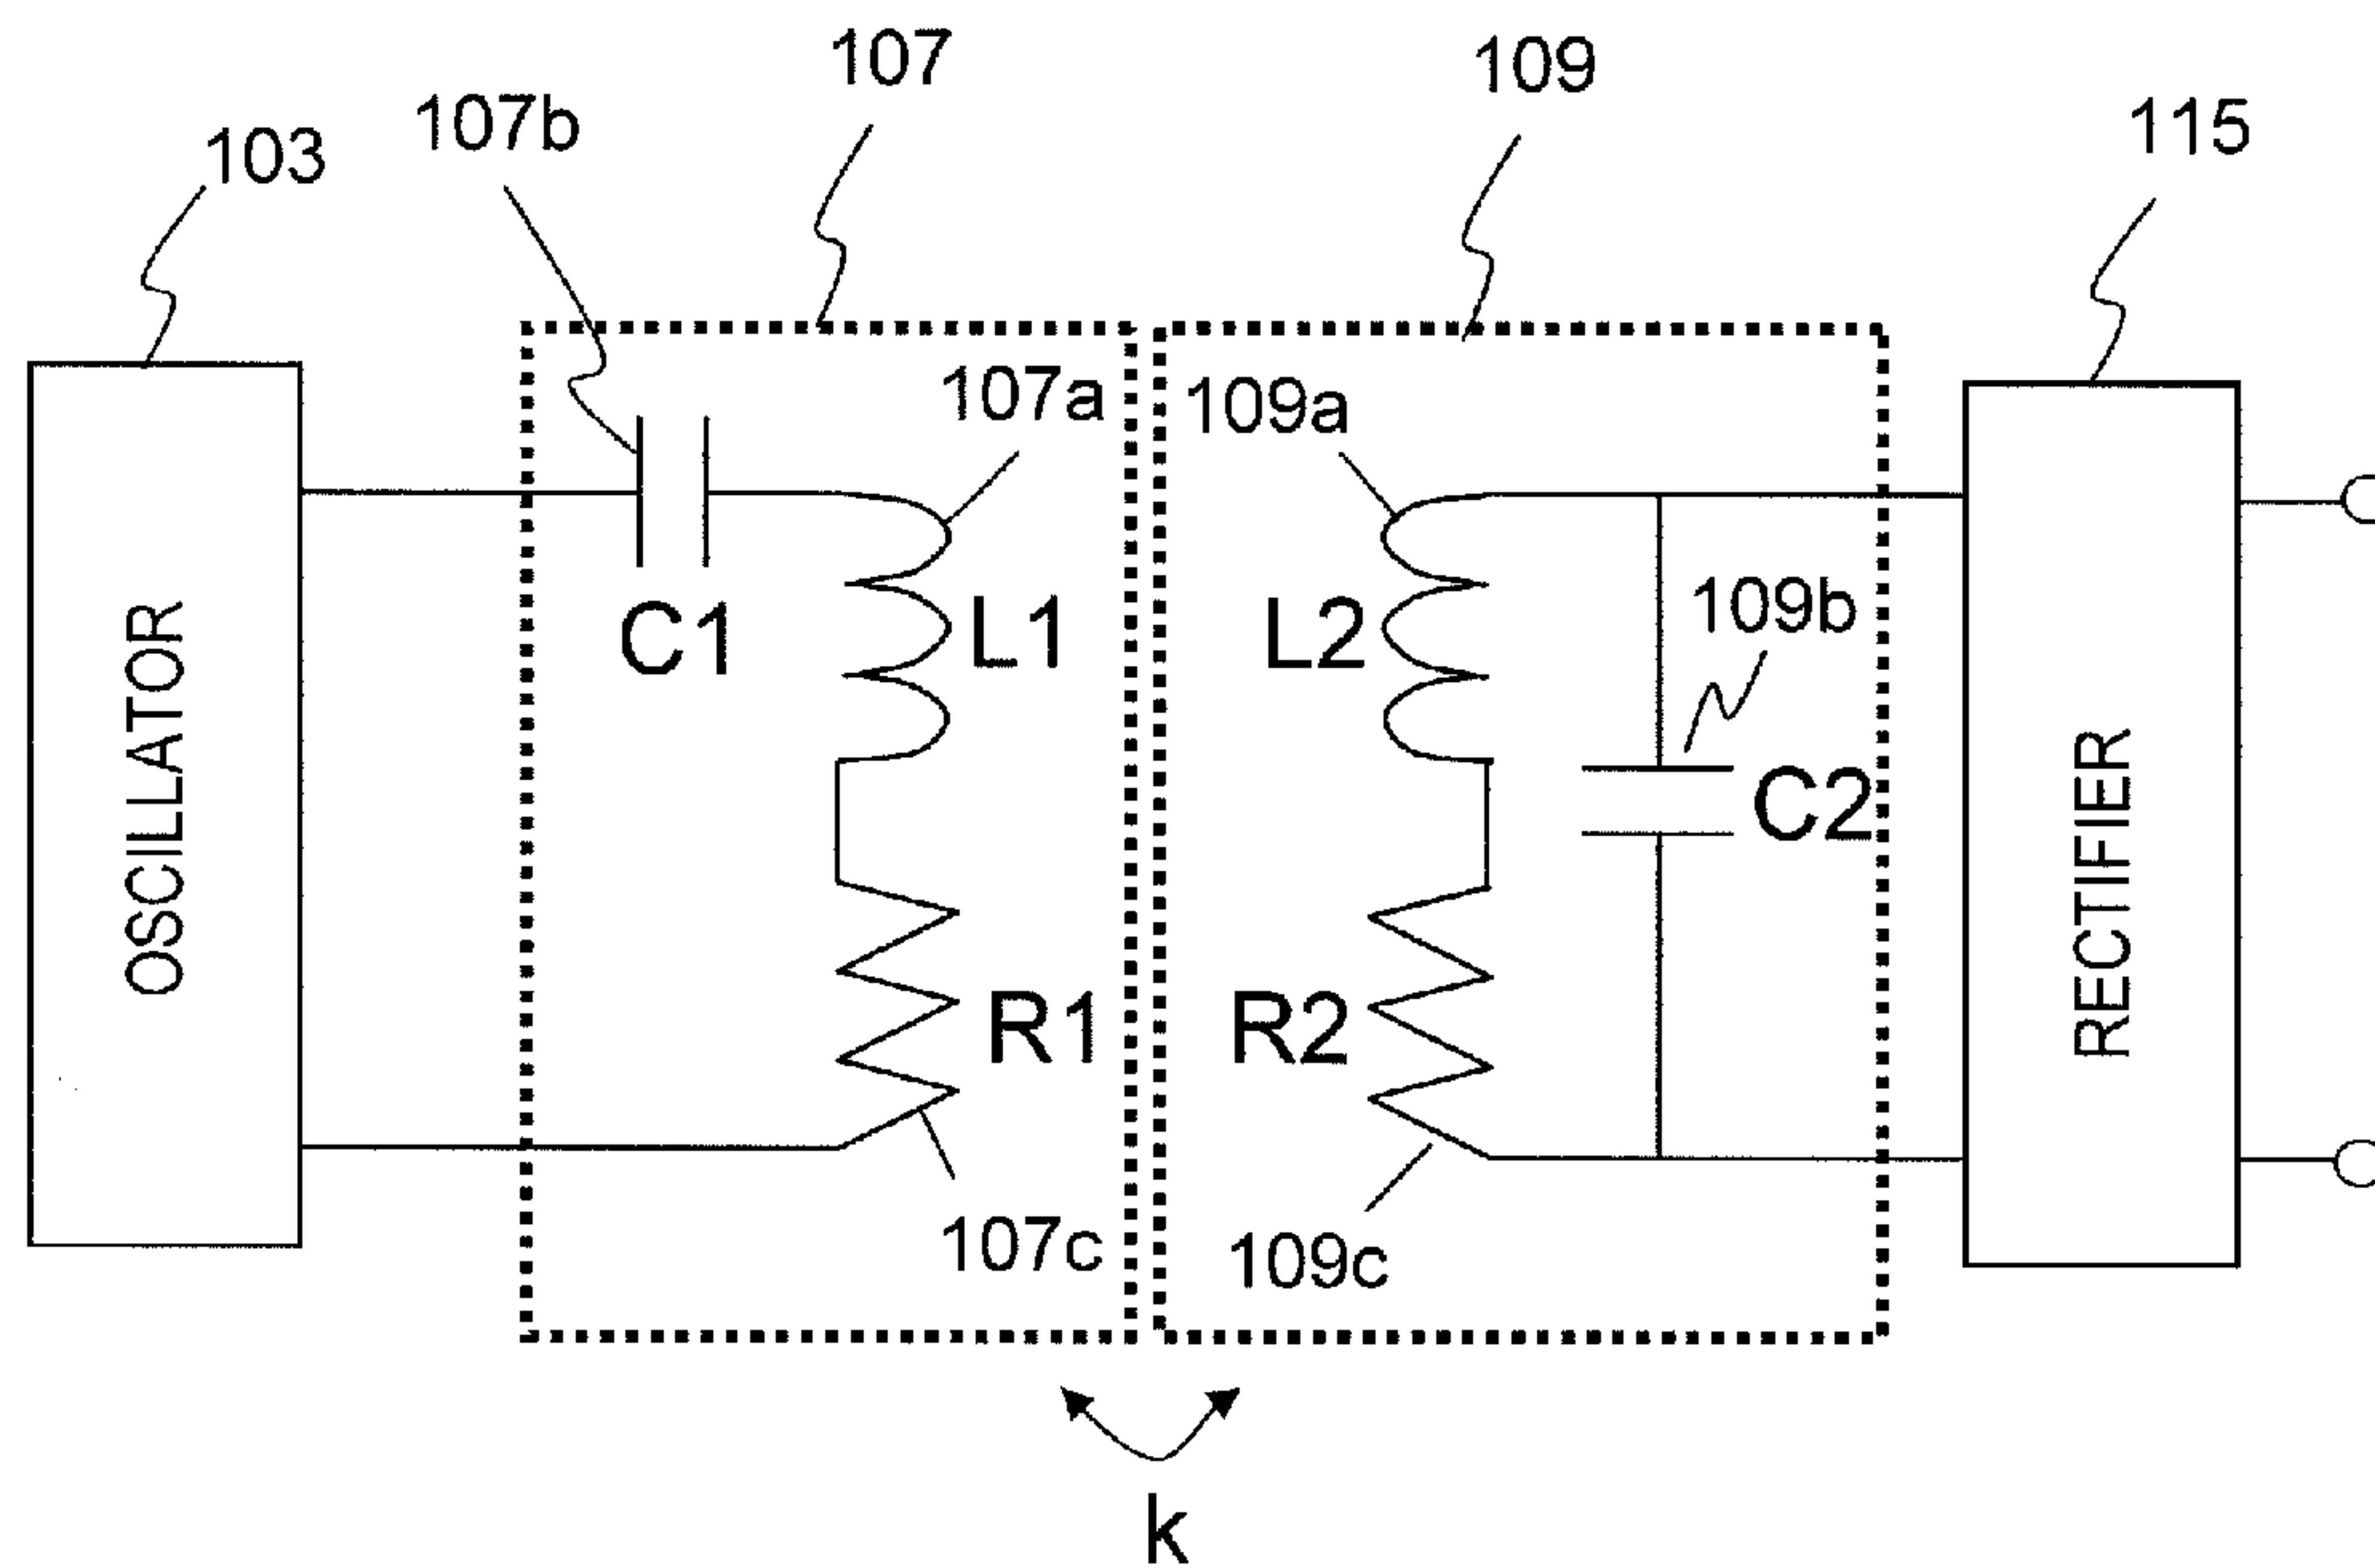 107
109
107b
115
103
107a
109a
109b
C1
L1
L2
C2
OSCILLATOR
RECTIFIER
R1
R2
107c
109c
k